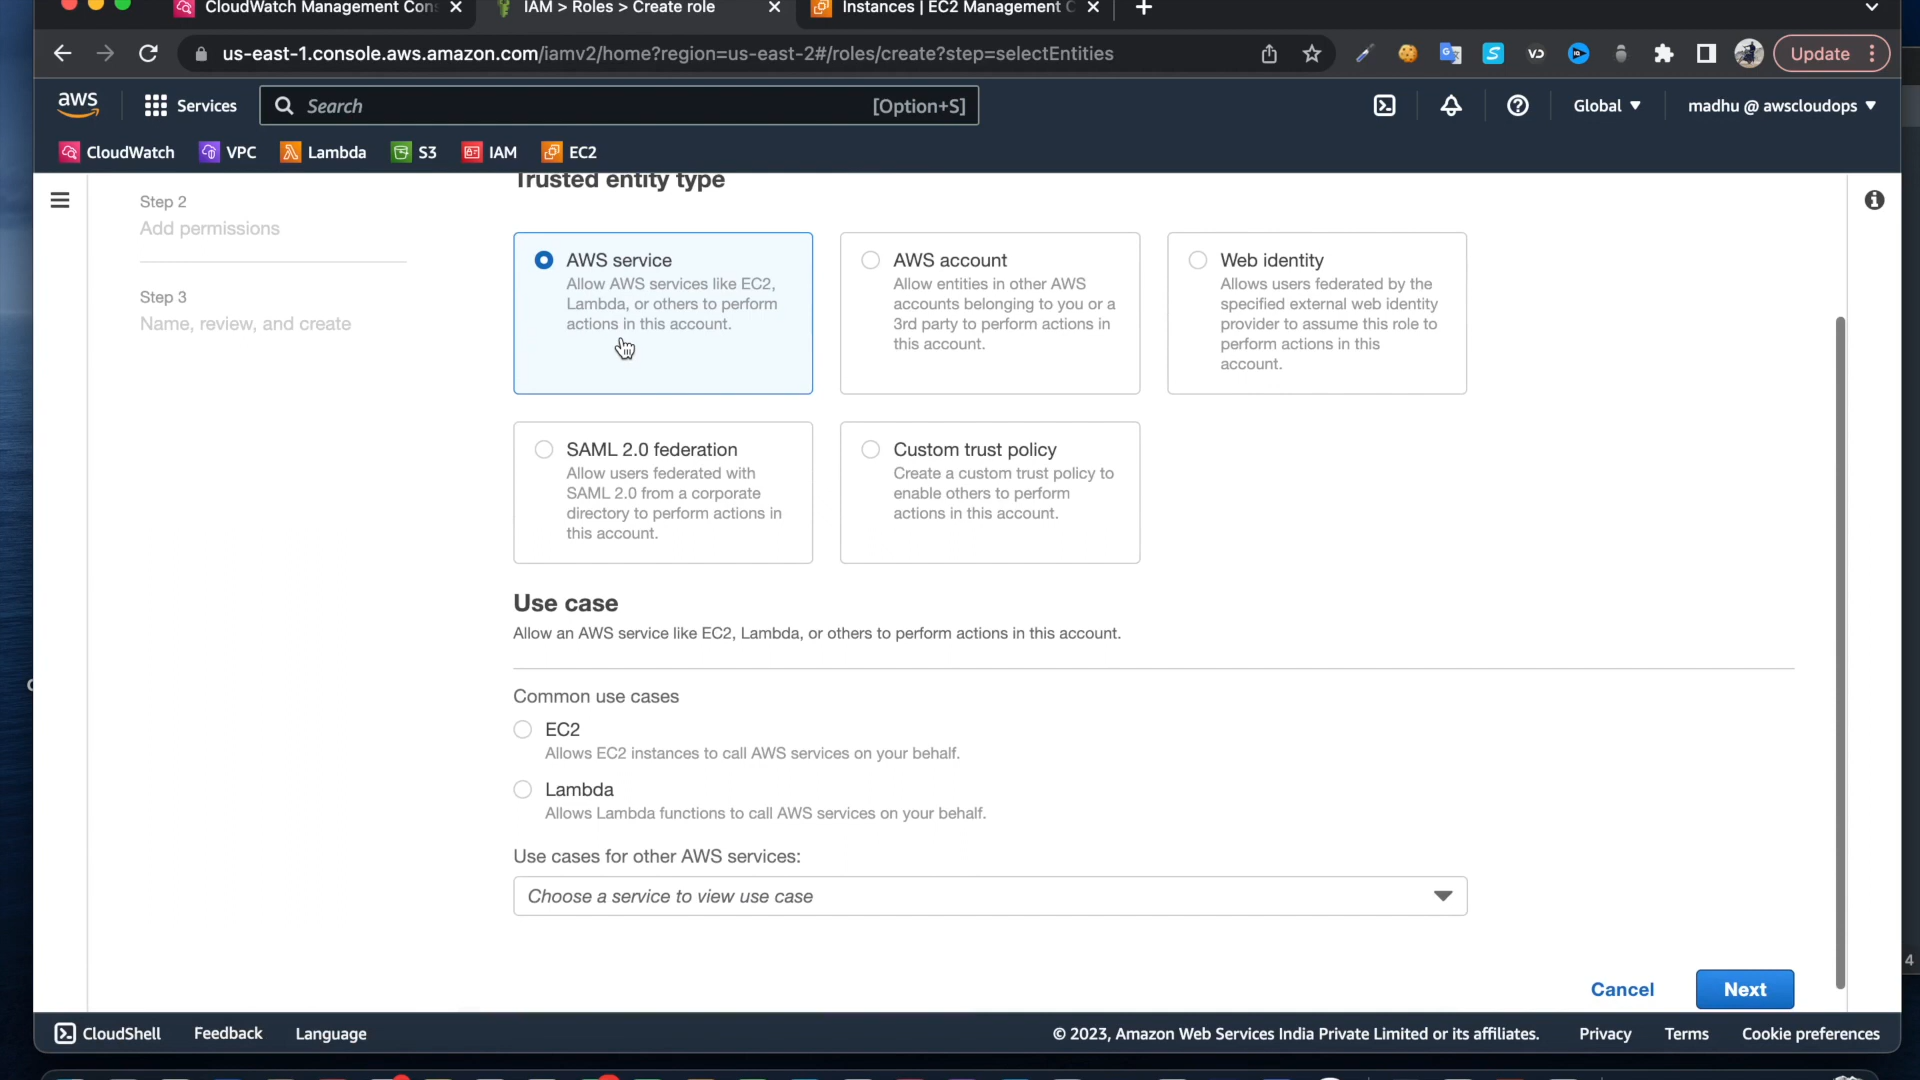 CloudWatch Management Con
IAM > Roles > Create role
Instances | EC2 Management C
us-east-1.console.aws.amazon.com/iamv2/home?region=us-east-2#/roles/create?step=selectEntities
Update
aws
Services
Search
[Option+S]
Global
madhu @ awscloudops
CloudWatch
VPC
Lambda
S3
IAM
EC2
Step 2
Add permissions
Step 3
Name, review, and create
Trusted entity type
AWS service
Allow AWS services like EC2,
Lambda, or others to perform
actions in this account.
AWS account
Allow entities in other AWS
accounts belonging to you or a
3rd party to perform actions in
this account.
Web identity
Allows users federated by the
specified external web identity
provider to assume this role to
perform actions in this
account.
SAML 2.0 federation
Allow users federated with
SAML 2.0 from a corporate
directory to perform actions in
this account.
Custom trust policy
Create a custom trust policy to
enable others to perform
actions in this account.
Use case
Allow an AWS service like EC2, Lambda, or others to perform actions in this account.
Common use cases
EC2
Allows EC2 instances to call AWS services on your behalf.
Lambda
Allows Lambda functions to call AWS services on your behalf.
Use cases for other AWS services:
Choose a service to view use case
Cancel
Next
4
CloudShell
Feedback
Language
© 2023, Amazon Web Services India Private Limited or its affiliates.
Privacy
Terms
Cookie preferences